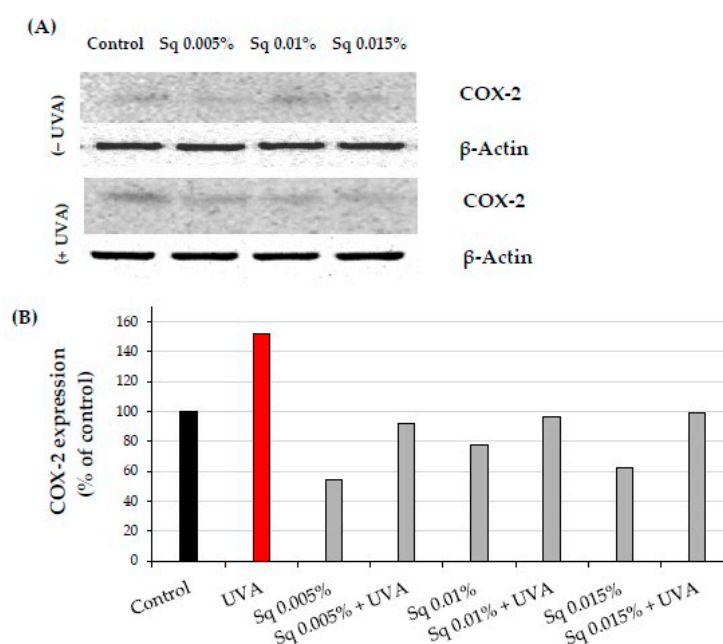 (A)
Control Sq 0.005% Sq 0.01% Sq 0.015%
(– UVA)
COX-2
β-Actin
(+ UVA)
COX-2
β-Actin
(B)
COX-2 expression
(% of control)
160
140
120
100
80
60
40
20
0
Control
UVA
Sq 0.005%
Sq 0.005% + UVA
Sq 0.01%
Sq 0.01% + UVA
Sq 0.015%
Sq 0.015% + UVA